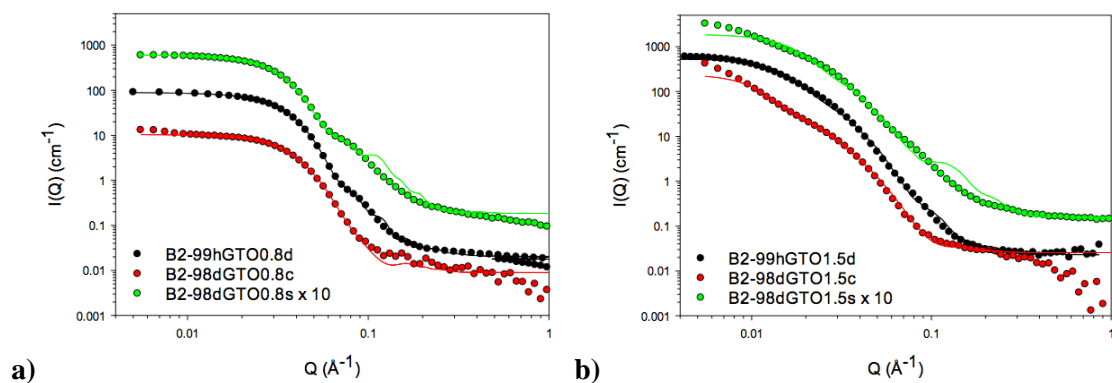 1000
100
10
1
0.1
0.01
0.001
I(Q) (cm⁻¹)
B2-99hGTO0.8d
B2-98dGTO0.8c
B2-98dGTO0.8s x 10
0.01
0.1
1
Q (Å⁻¹)
a)
1000
100
10
1
0.1
0.01
0.001
I(Q) (cm⁻¹)
B2-99hGTO1.5d
B2-98dGTO1.5c
B2-98dGTO1.5s x 10
0.01
0.1
1
Q (Å⁻¹)
b)